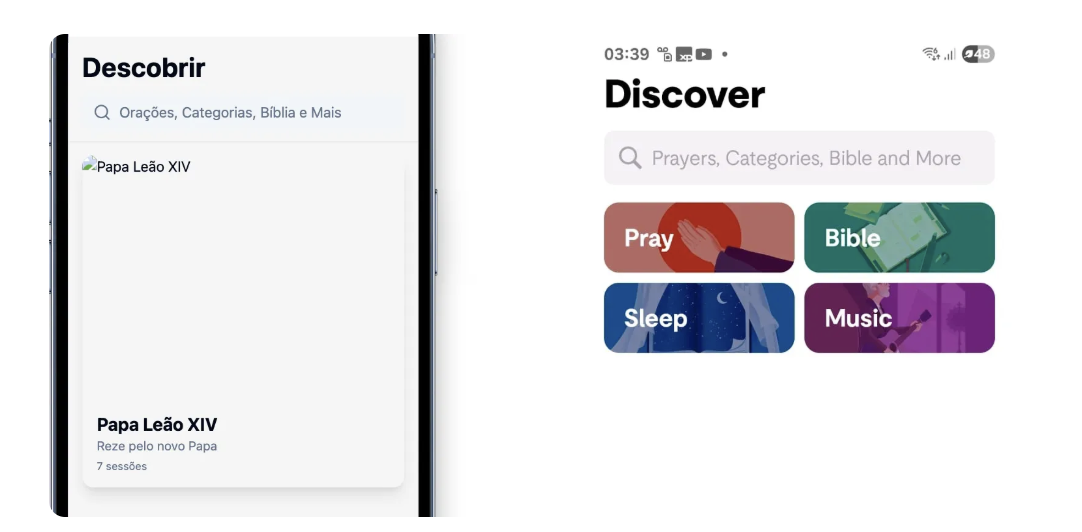 Descobrir
Orações, Categorias, Bíblia e Mais
Papa Leão XIV
Papa Leão XIV
Reze pelo novo Papa
7 sessões
03:39
xp
48
Discover
Prayers, Categories, Bible and More
Pray
Bible
Sleep
Music